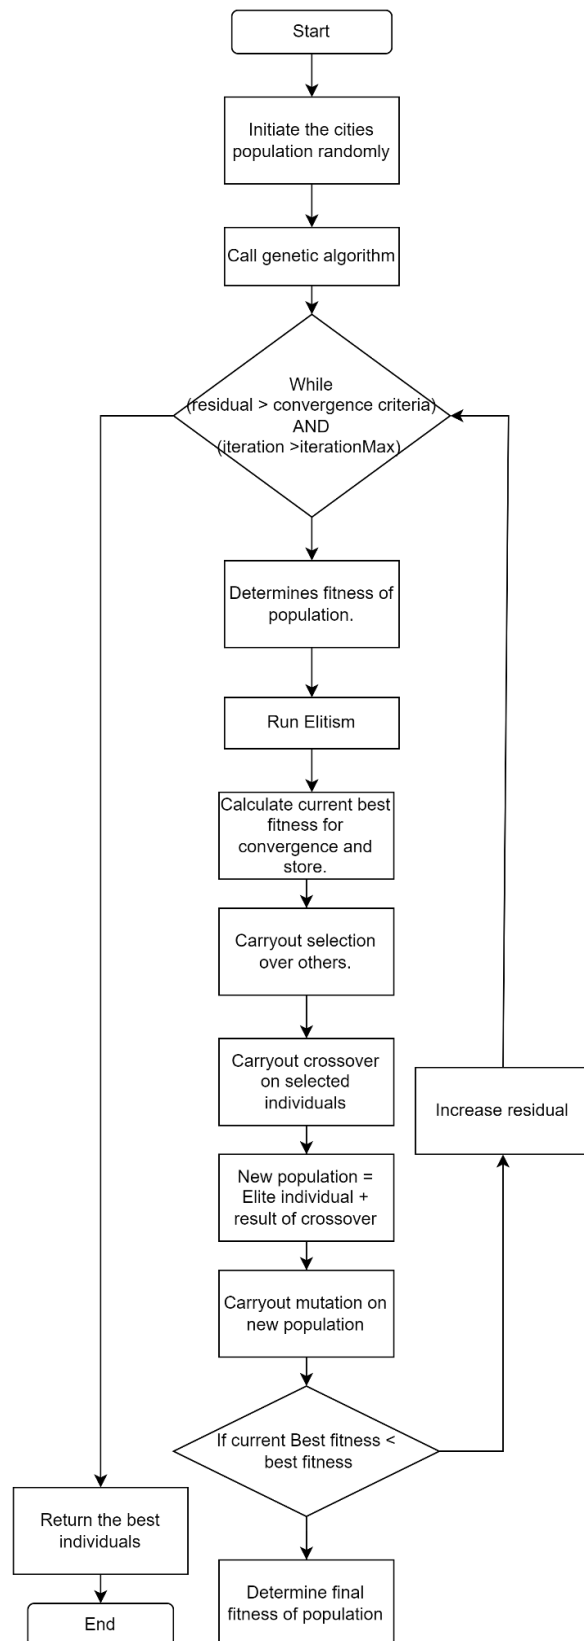 Start
Initiate the cities
population randomly
Call genetic algorithm
While
(residual > convergence criteria)
AND
(iteration >iterationMax)
Determines fitness of
population.
Run Elitism
Calculate current best
fitness for
convergence and
store.
Carryout selection
over others.
Carryout crossover
on selected
individuals
Increase residual
New population =
Elite individual +
result of crossover
Carryout mutation on
new population
If current Best fitness <
best fitness
Return the best
individuals
Determine final
fitness of population
End